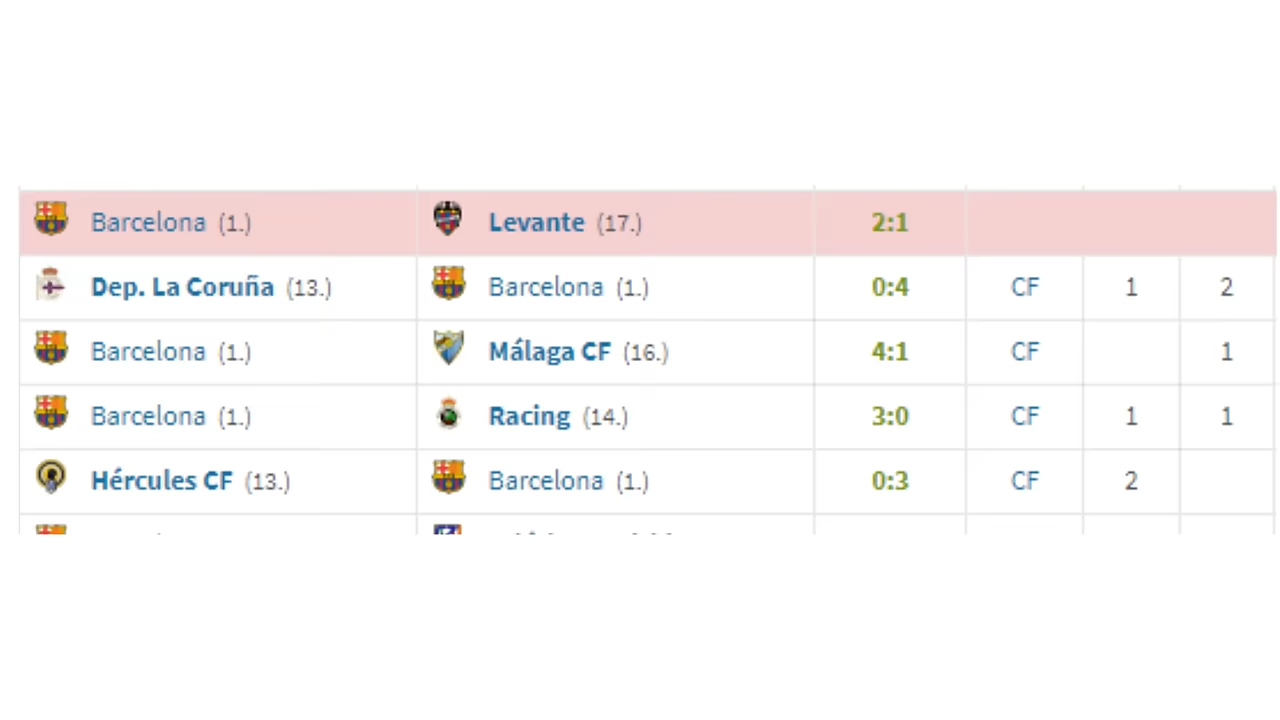 Barcelona (1.) Levante (17.) 2:1
Dep. La Coruña (13.) Barcelona (1.) 0:4 CF 1 2
Barcelona (1.) Málaga CF (16.) 4:1 CF 1
Barcelona (1.) Racing (14.) 3:0 CF 1 1
Hércules CF (13.) Barcelona (1.) 0:3 CF 2